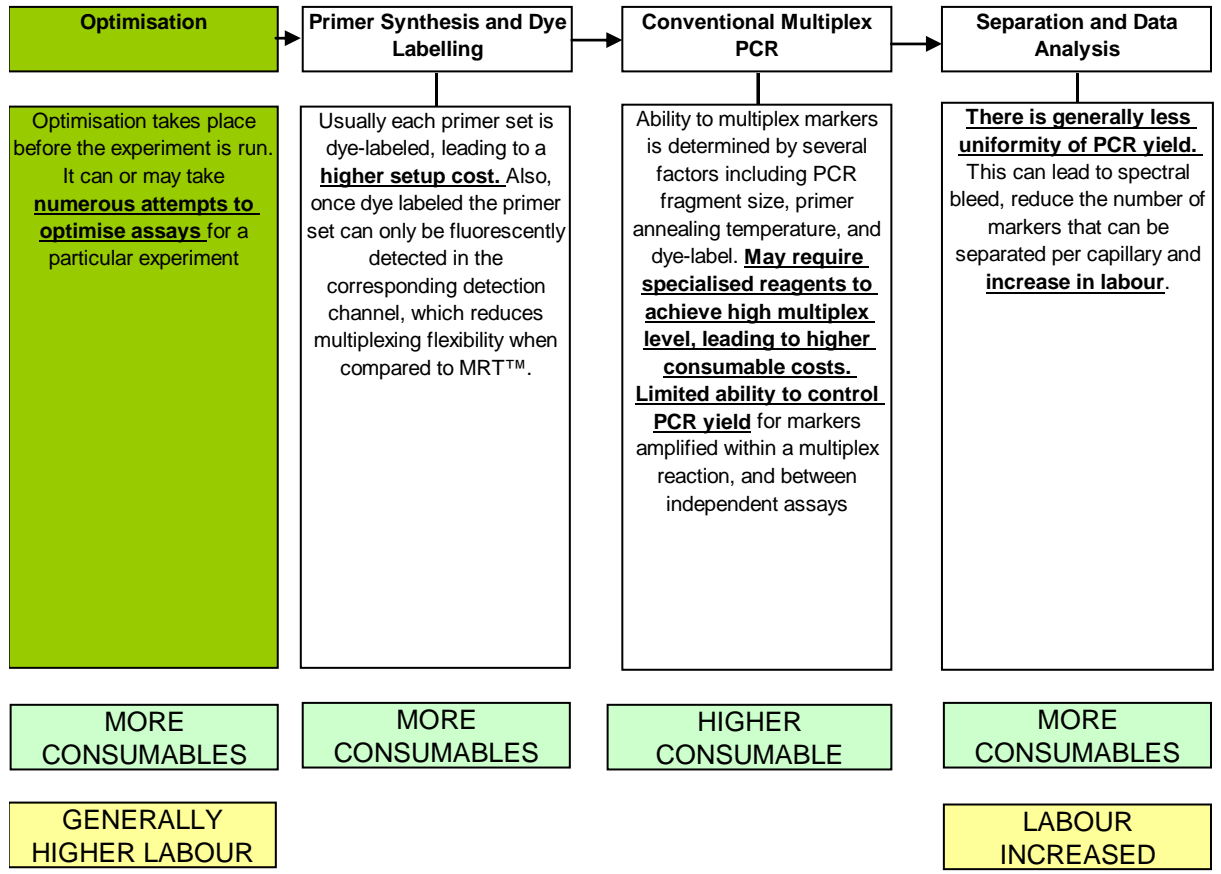 Optimisation
Primer Synthesis and Dye
Labelling
Conventional Multiplex
PCR
Separation and Data
Analysis
Optimisation takes place
before the experiment is run.
It can or may take
numerous attempts to
optimise assays for a
particular experiment
Usually each primer set is
dye-labeled, leading to a
higher setup cost. Also,
once dye labeled the primer
set can only be fluorescently
detected in the
corresponding detection
channel, which reduces
multiplexing flexibility when
compared to MRT™.
Ability to multiplex markers
is determined by several
factors including PCR
fragment size, primer
annealing temperature, and
dye-label. May require
specialised reagents to
achieve high multiplex
level, leading to higher
consumable costs.
Limited ability to control
PCR yield for markers
amplified within a multiplex
reaction, and between
independent assays
There is generally less
uniformity of PCR yield.
This can lead to spectral
bleed, reduce the number of
markers that can be
separated per capillary and
increase in labour.
MORE
CONSUMABLES
MORE
CONSUMABLES
HIGHER
CONSUMABLE
MORE
CONSUMABLES
GENERALLY
HIGHER LABOUR
LABOUR
INCREASED